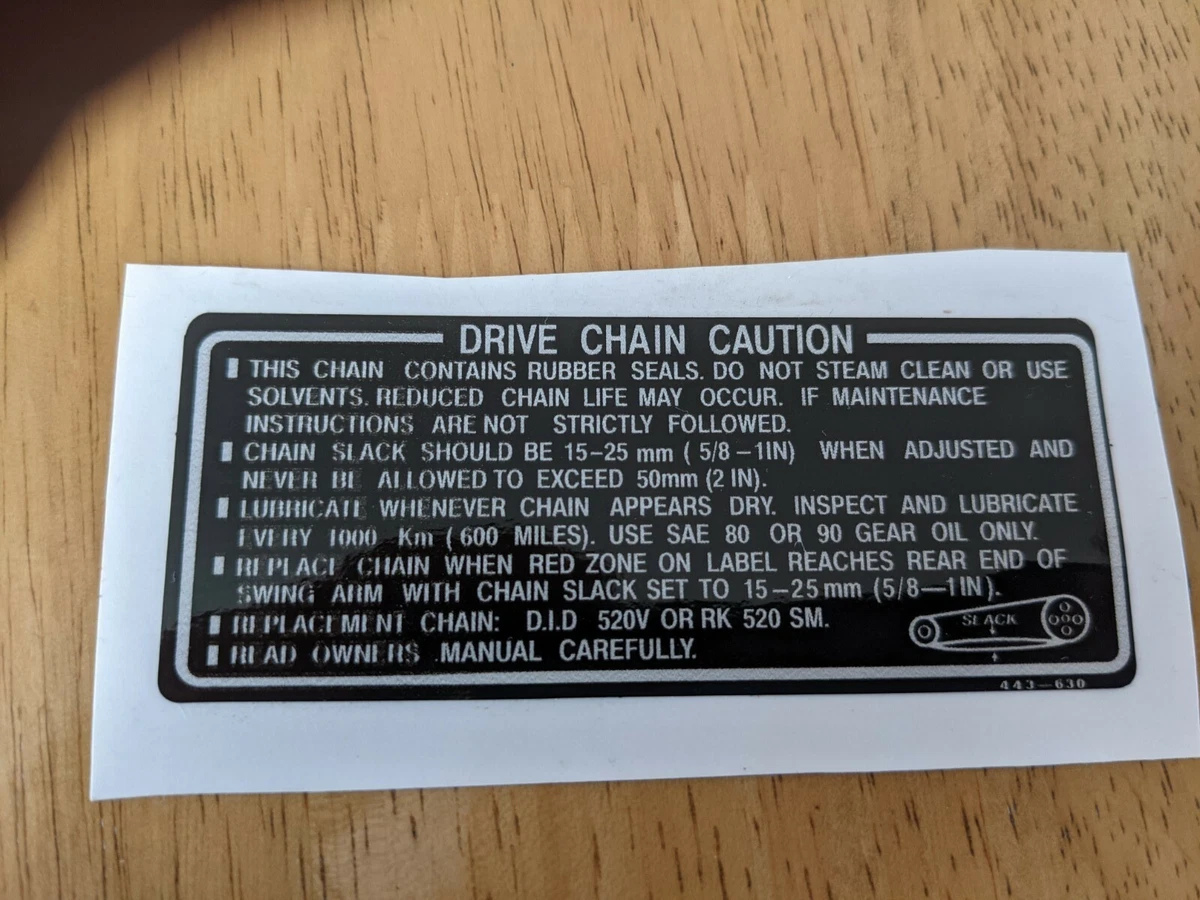 DRIVE CHAIN CAUTION
THIS CHAIN CONTAINS RUBBER SEALS. DO NOT STEAM CLEAN OR USE
SOLVENTS. REDUCED CHAIN LIFE MAY OCCUR. IF MAINTENANCE
INSTRUCTIONS ARE NOT STRICTLY FOLLOWED.
CHAIN SLACK SHOULD BE 15-25 mm (5/8-1IN) WHEN ADJUSTED AND
NEVER BE ALLOWED TO EXCEED 50mm (2 IN).
LUBRICATE WHENEVER CHAIN APPEARS DRY. INSPECT AND LUBRICATE
EVERY 1000 Km (600 MILES). USE SAE 80 OR 90 GEAR OIL ONLY.
REPLACE CHAIN WHEN RED ZONE ON LABEL REACHES REAR END OF
SWING ARM WITH CHAIN SLACK SET TO 15-25mm (5/8-1IN).
REPLACEMENT CHAIN: D.I.D 520V OR RK 520 SM.
READ OWNERS MANUAL CAREFULLY.
SLACK
443-630